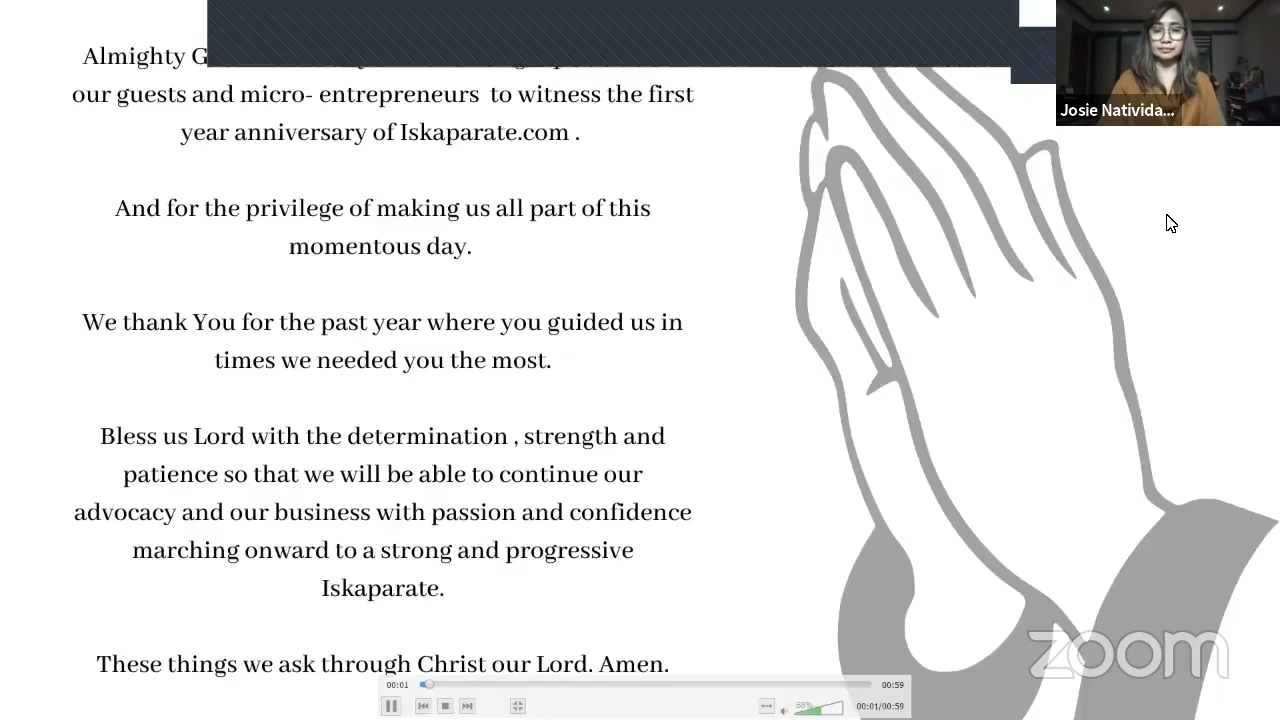 Almighty G
our guests and micro- entrepreneurs to witness the first
year anniversary of Iskaparate.com .
And for the privilege of making us all part of this
momentous day.
We thank You for the past year where you guided us in
times we needed you the most.
Bless us Lord with the determination , strength and
patience so that we will be able to continue our
advocacy and our business with passion and confidence
marching onward to a strong and progressive
Iskaparate.
These things we ask through Christ our Lord. Amen.
Josie Nativida...
zoom
00:01
00:59
68%
00:01/00:59